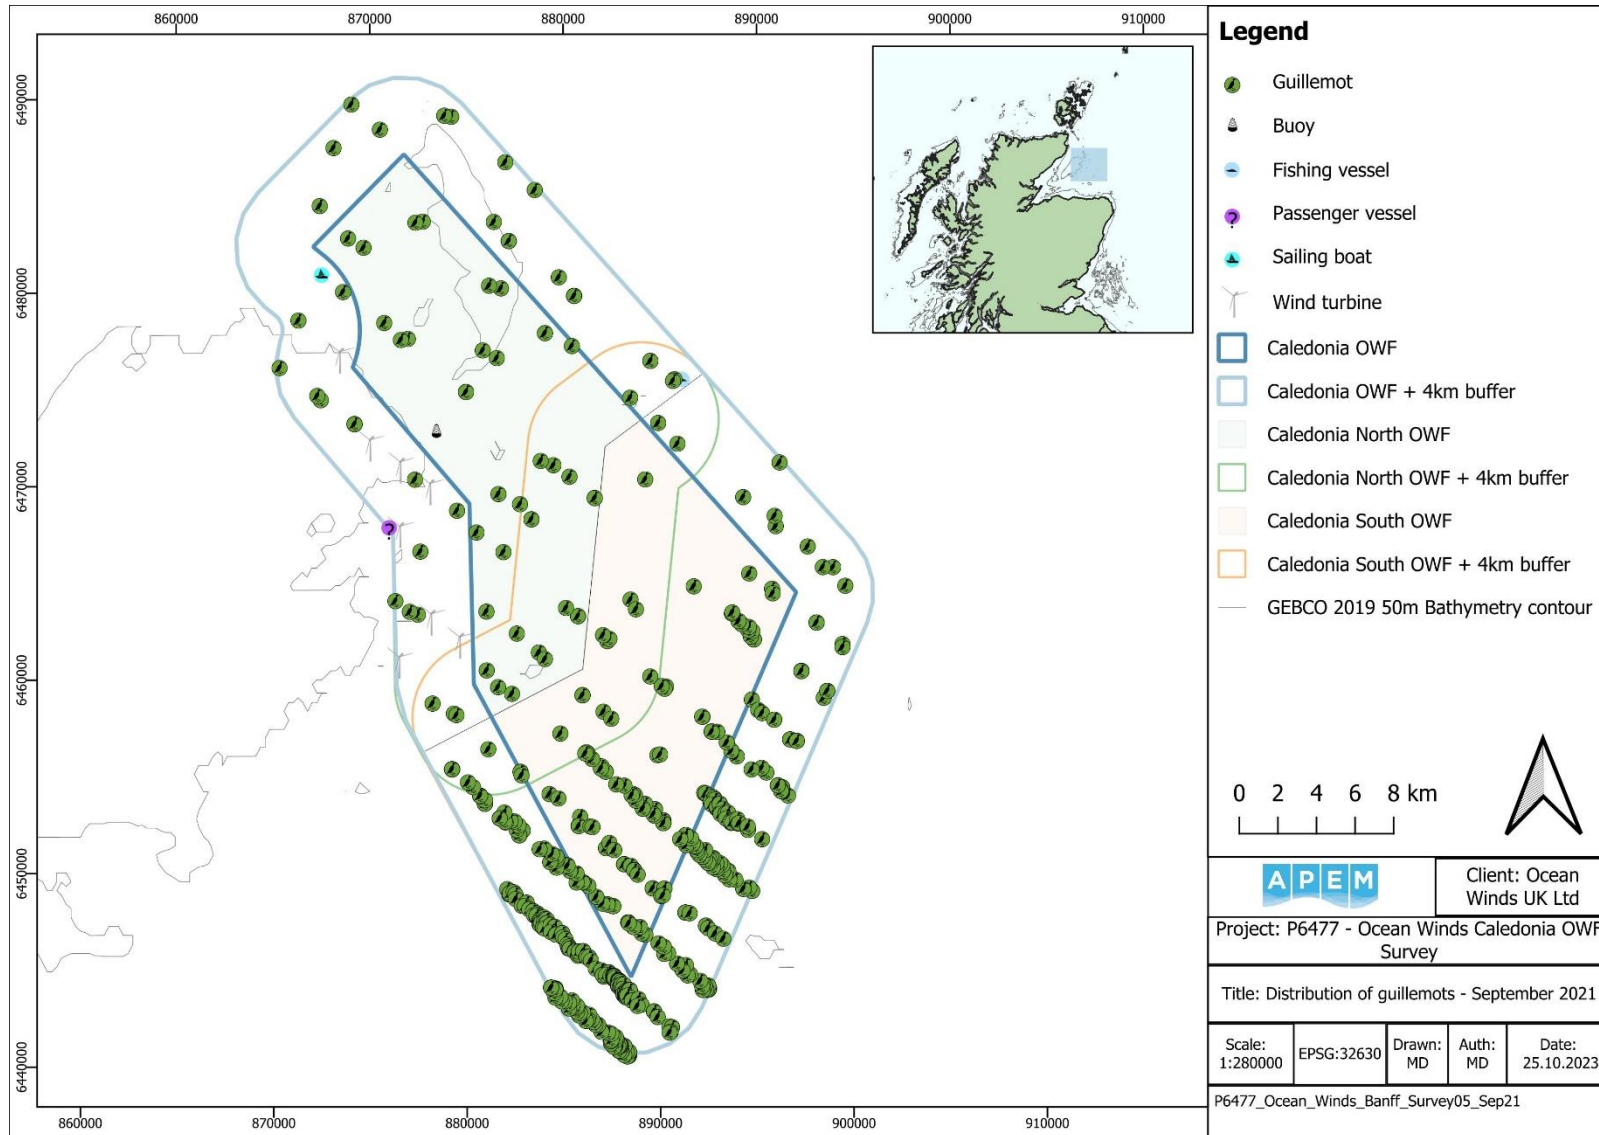 860000 870000 880000 890000 900000 910000
6490000
6480000
6470000
6460000
6450000
6440000
860000 870000 880000 890000 900000 910000
Legend
Guillemot
Buoy
Fishing vessel
? Passenger vessel
Sailing boat
Wind turbine
Caledonia OWF
Caledonia OWF + 4km buffer
Caledonia North OWF
Caledonia North OWF + 4km buffer
Caledonia South OWF
Caledonia South OWF + 4km buffer
GEBCO 2019 50m Bathymetry contour
0 2 4 6 8 km
APEM
Client: Ocean
Winds UK Ltd
Project: P6477 - Ocean Winds Caledonia OWF
Survey
Title: Distribution of guillemots - September 2021
Scale:
1:280000
EPSG:32630
Drawn:
MD
Auth:
MD
Date:
25.10.2023
P6477_Ocean_Winds_Banff_Survey05_Sep21
?